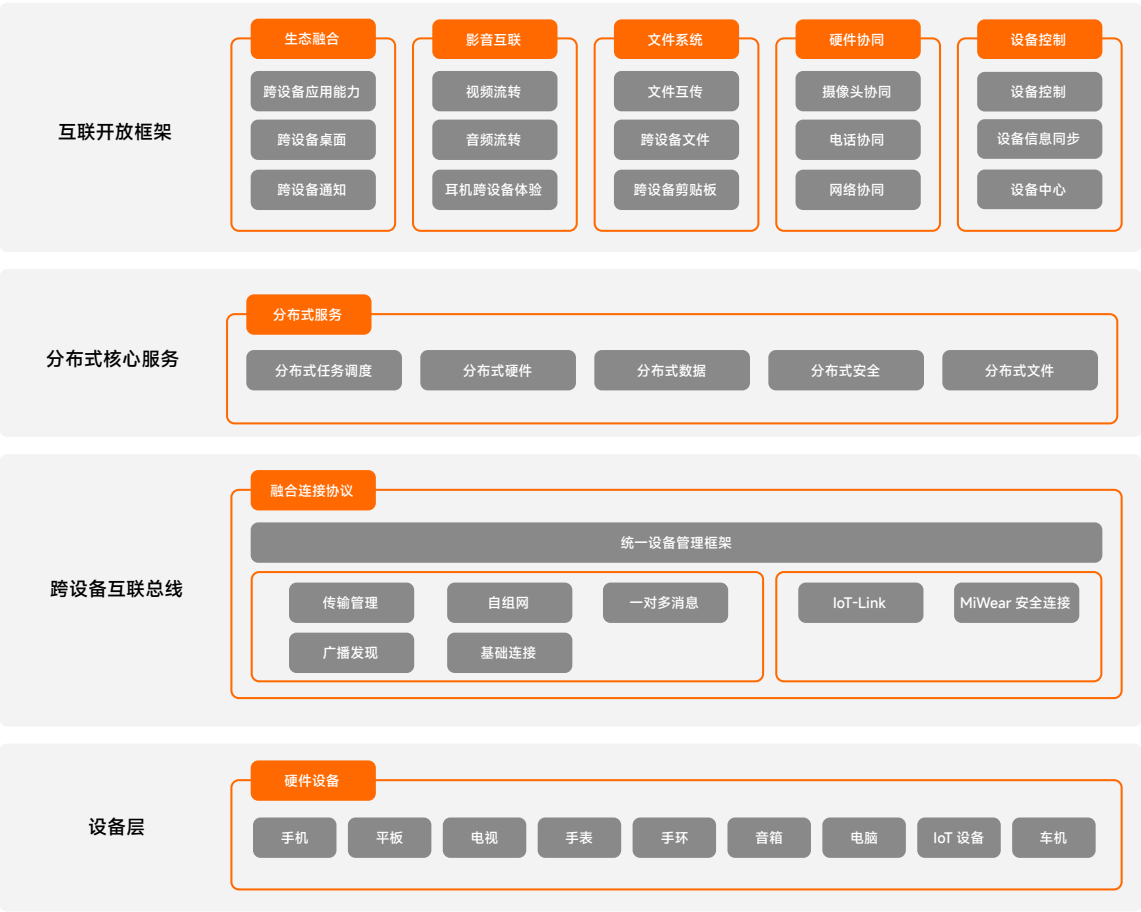 互联开放框架
生态融合
跨设备应用能力
跨设备桌面
跨设备通知
影音互联
视频流转
音频流转
耳机跨设备体验
文件系统
文件互传
跨设备文件
跨设备剪贴板
硬件协同
摄像头协同
电话协同
网络协同
设备控制
设备控制
设备信息同步
设备中心
分布式核心服务
分布式服务
分布式任务调度
分布式硬件
分布式数据
分布式安全
分布式文件
跨设备互联总线
融合连接协议
统一设备管理框架
传输管理
自组网
一对多消息
广播发现
基础连接
IoT-Link
MiWear 安全连接
设备层
硬件设备
手机
平板
电视
手表
手环
音箱
电脑
IoT 设备
车机